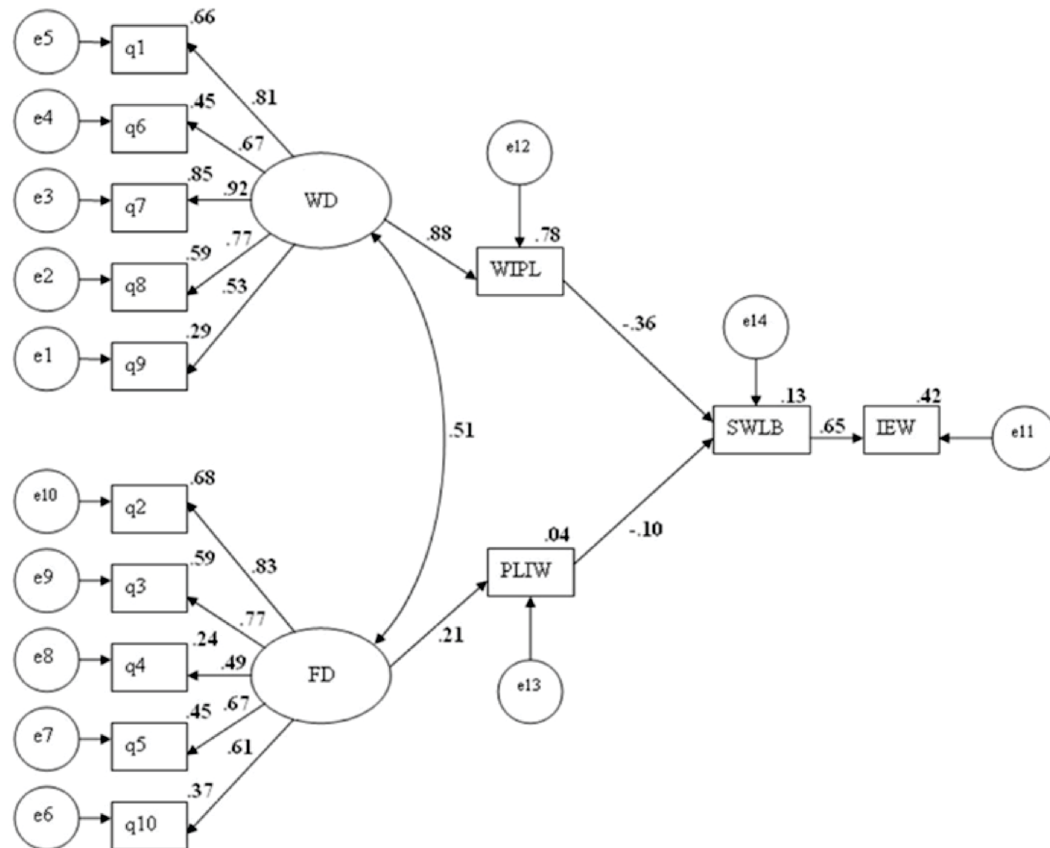 .66
e5
q1
.81
.45
e4
q6
.67
.85
e3
q7
.92
WD
.77
.59
e2
q8
.53
.29
e1
q9
e12
.88
.78
WIPL
-.36
e14
.13
SWLB
.65
.42
IEW
e11
.51
.68
e10
q2
.83
.59
e9
q3
.77
.24
e8
q4
.49
FD
.67
.45
e7
q5
.61
.37
e6
q10
.21
.04
PLIW
-.10
e13